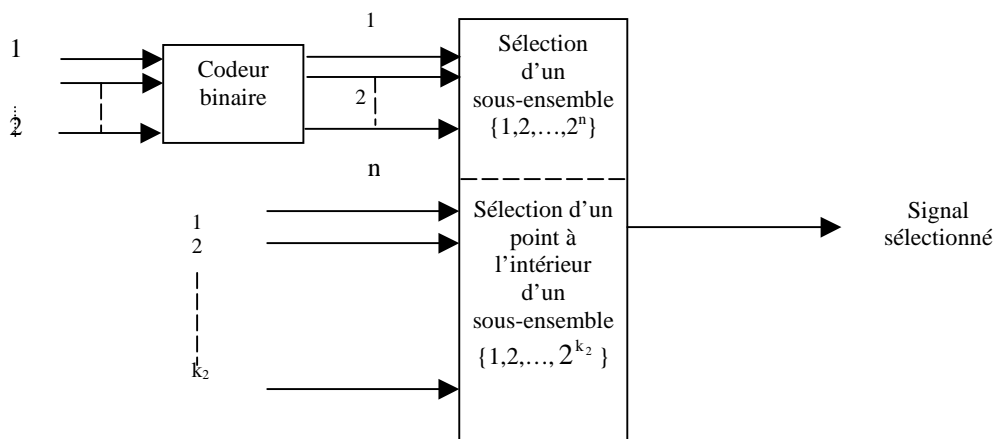 1
2
Codeur
binaire
1
2
n
Sélection
d'un
sous-ensemble
{1,2,…,2ⁿ}
1
2
k₂
Sélection d'un
point à
l'intérieur
d'un
sous-ensemble
{1,2,…, 2^k₂ }
Signal
sélectionné